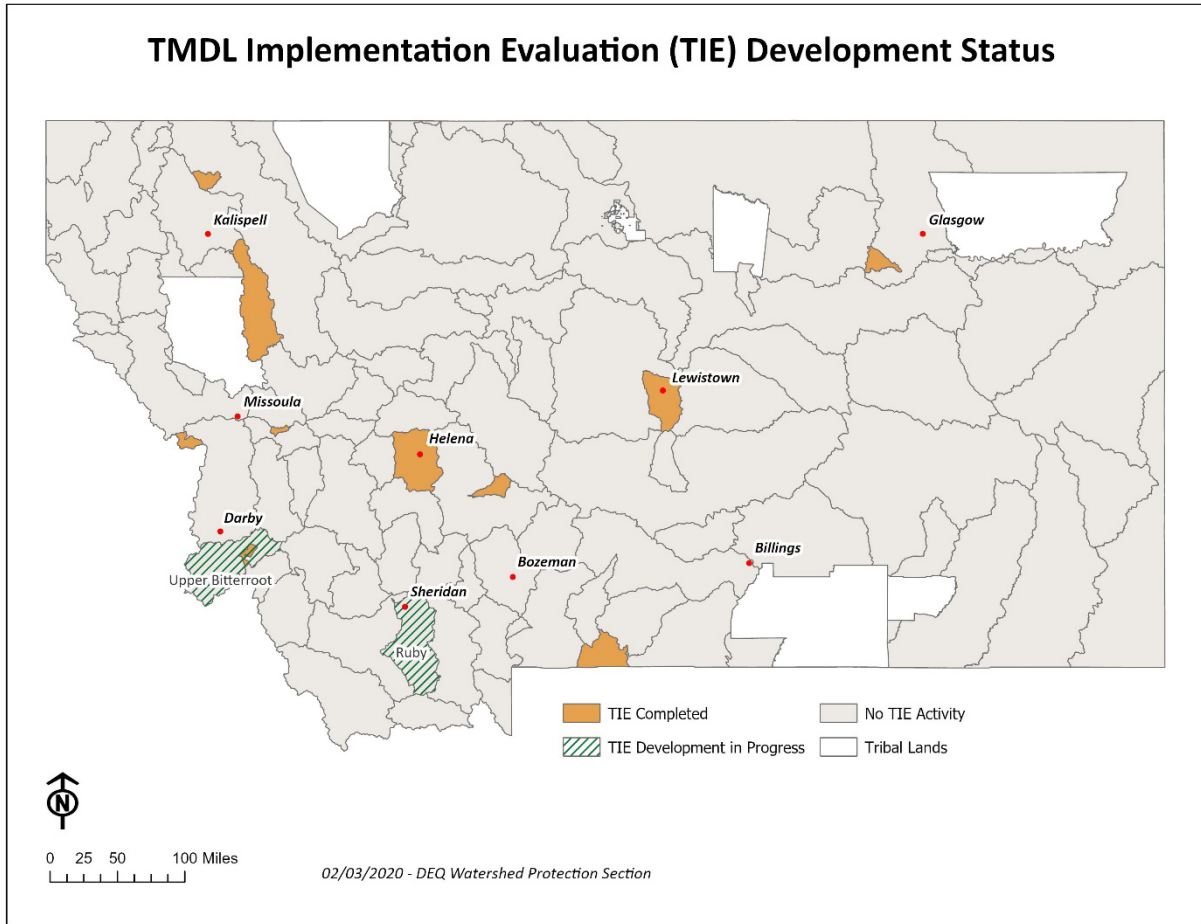 TMDL Implementation Evaluation (TIE) Development Status
Kalispell
Glasgow
Lewistown
Missoula
Helena
Darby
Billings
Bozeman
Upper Bitterroot
Sheridan
Ruby
TIE Completed
No TIE Activity
TIE Development in Progress
Tribal Lands
N
0 25 50 100 Miles
02/03/2020 - DEQ Watershed Protection Section